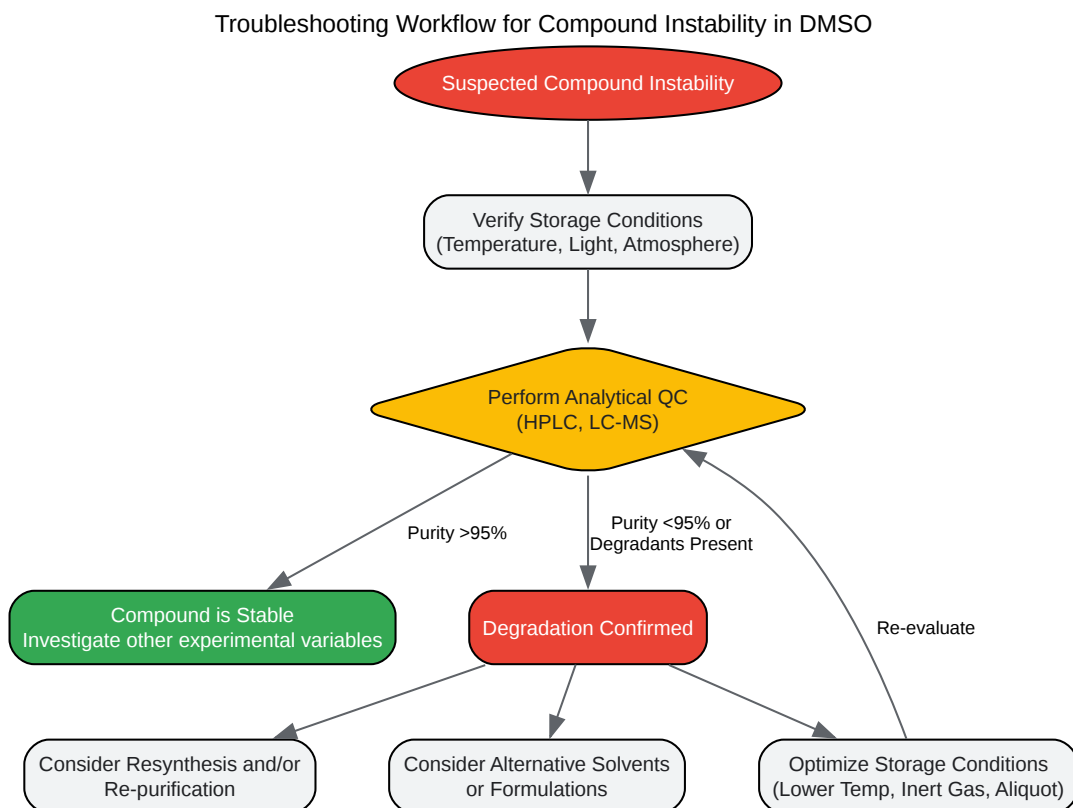 Troubleshooting Workflow for Compound Instability in DMSO
Suspected Compound Instability
Verify Storage Conditions
(Temperature, Light, Atmosphere)
Perform Analytical QC
(HPLC, LC-MS)
Purity >95%
Purity <95% or
Degradants Present
Compound is Stable
Investigate other experimental variables
Degradation Confirmed
Re-evaluate
Consider Resynthesis and/or
Re-purification
Consider Alternative Solvents
or Formulations
Optimize Storage Conditions
(Lower Temp, Inert Gas, Aliquot)